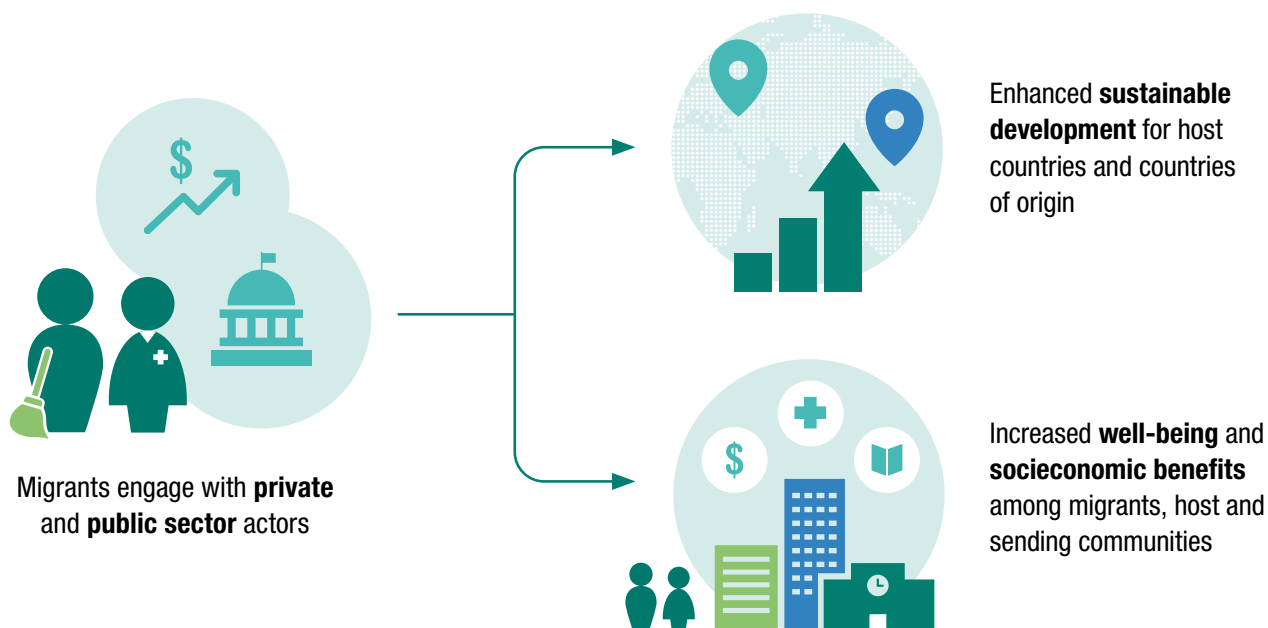 Migrants engage with private
and public sector actors
Enhanced sustainable
development for host
countries and countries
of origin
Increased well-being and
socieconomic benefits
among migrants, host and
sending communities
$
$